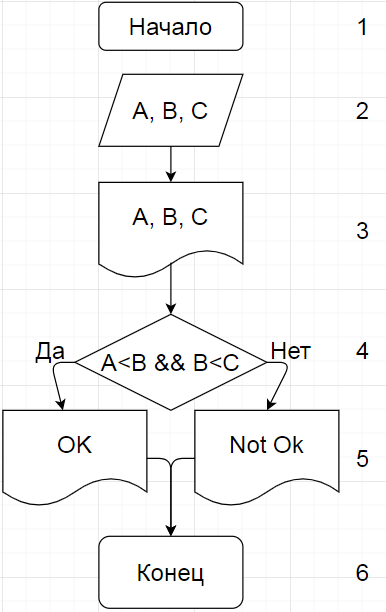 Начало 1
A, B, C 2
A, B, C 3
Да Нет 4
A<B && B<C
OK Not Ok 5
Конец 6